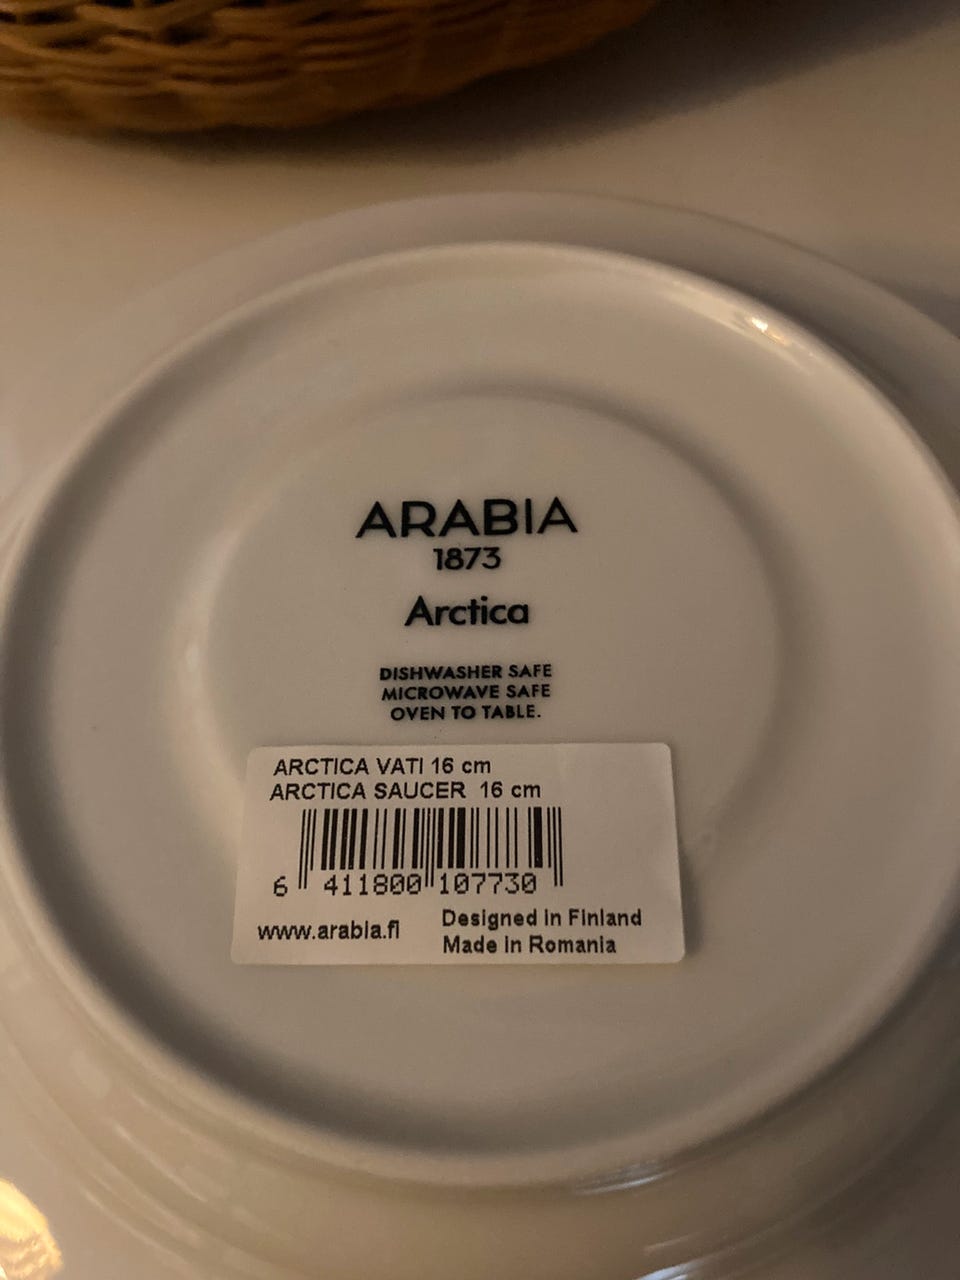 ARABIA
1873
Arctica
DISHWASHER SAFE
MICROWAVE SAFE
OVEN TO TABLE.
ARCTICA VATI 16 cm
ARCTICA SAUCER 16 cm
6 411800 107730
www.arabia.fi
Designed in Finland
Made in Romania